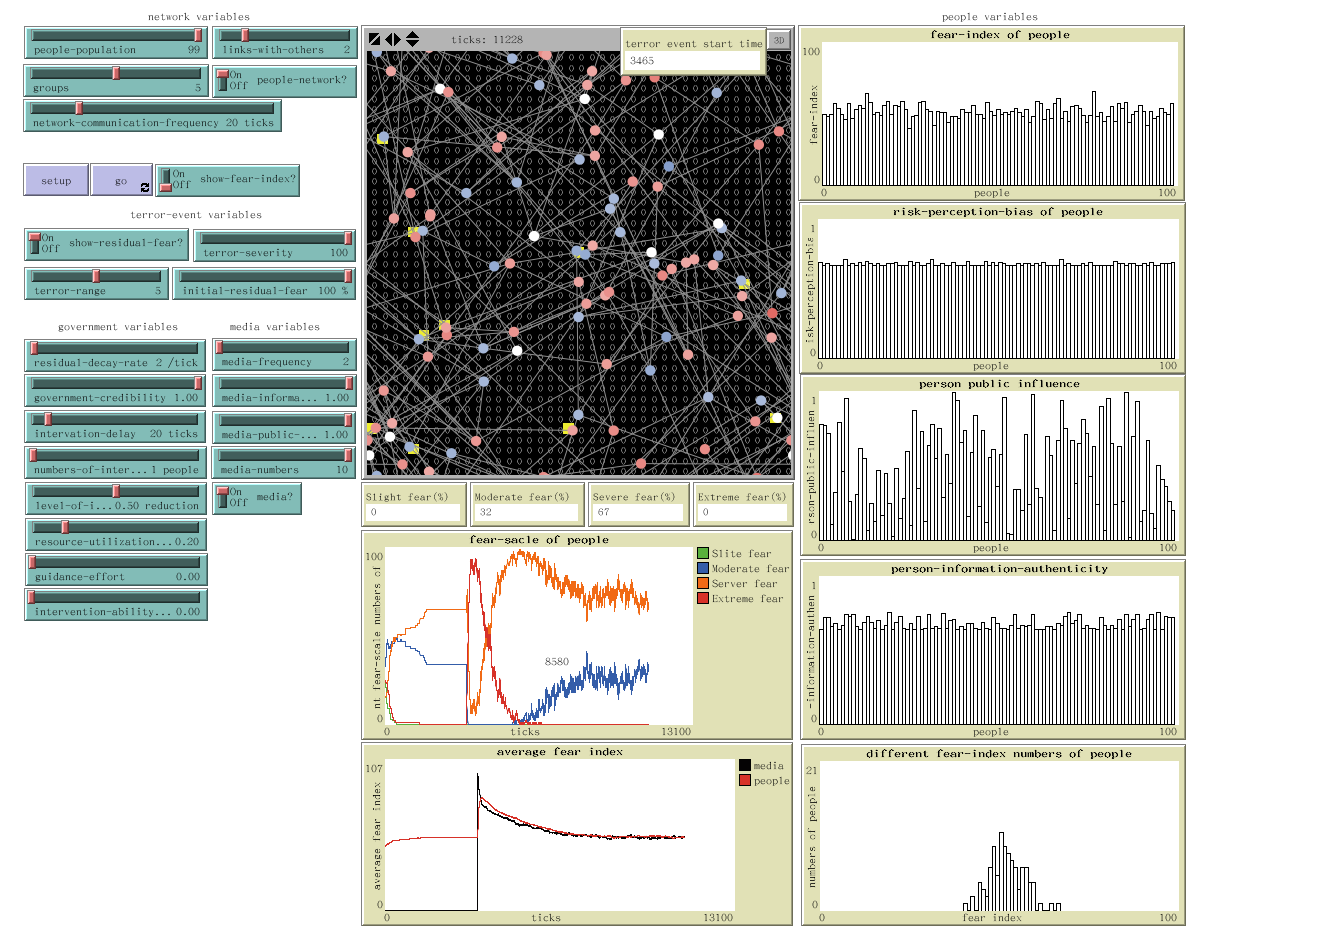 network variables
people-population 99
links-with-others 2
groups 5
On
Off
people-network?
network-communication-frequency 20 ticks
setup
go
On
Off
show-fear-index?
terror-event variables
On
Off
show-residual-fear?
terror-severity 100
terror-range 5
initial-residual-fear 100 %
government variables
residual-decay-rate 2 /tick
government-credibility 1.00
intervation-delay 20 ticks
numbers-of-inter... 1 people
level-of-i... 0.50 reduction
resource-utilization... 0.20
guidance-effort 0.00
intervention-ability... 0.00
media variables
media-frequency 2
media-informa... 1.00
media-public-... 1.00
media-numbers 10
On
Off
media?
ticks: 11228
3D
terror event start time
3465
Slight fear(%)
0
Moderate fear(%)
32
Severe fear(%)
67
Extreme fear(%)
0
fear-sacle of people
100
nt fear-scale numbers of
0
8580
0
ticks
13100
Slite fear
Moderate fear
Server fear
Extreme fear
average fear index
107
average fear index
0
0
ticks
13100
media
people
people variables
fear-index of people
100
fear-index
0
0
people
100
risk-perception-bias of people
1
isk-perception-bis
0
0
people
100
person public influence
1
rson-public-influen
0
0
people
100
person-information-authenticity
1
-information-authen
0
0
people
100
different fear-index numbers of people
21
numbers of people
0
0
fear index
100